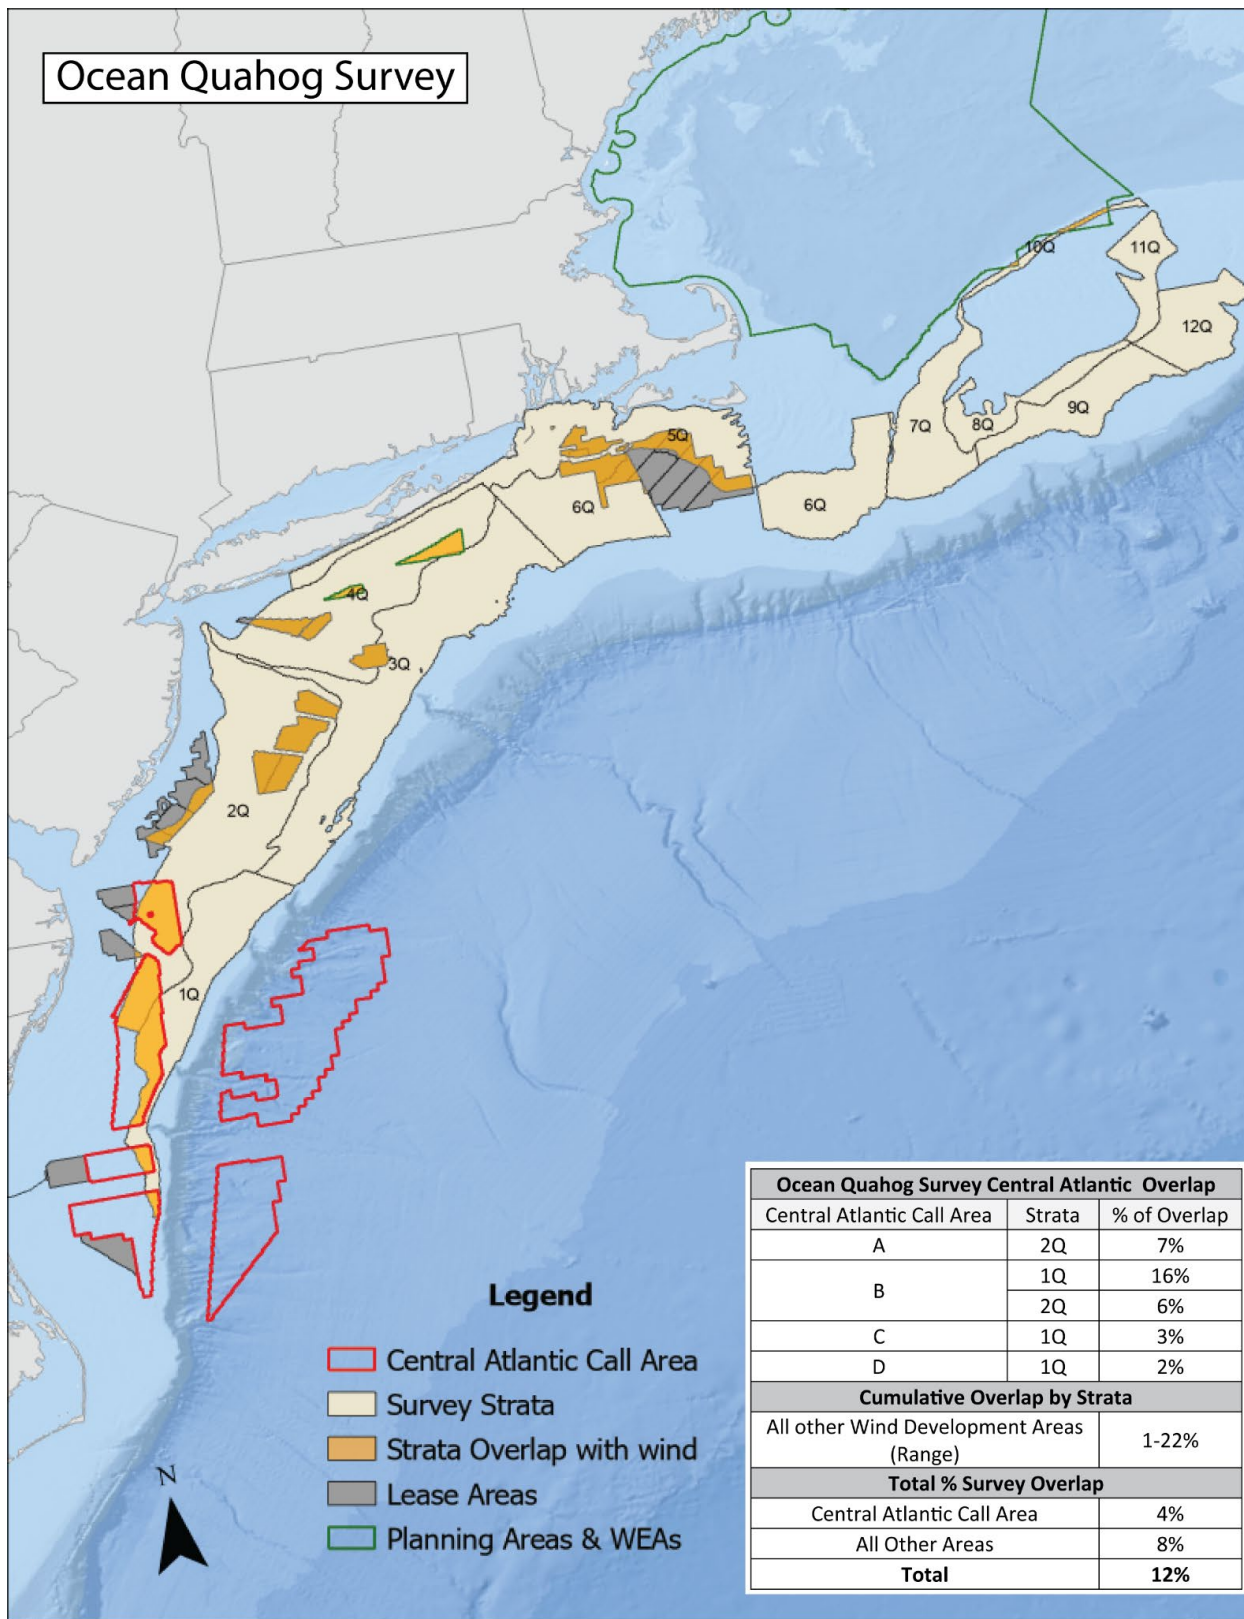 Ocean Quahog Survey
10Q
11Q
12Q
9Q
8Q
7Q
5Q
6Q
6Q
4Q
3Q
2Q
1Q
N
Legend
Central Atlantic Call Area
Survey Strata
Strata Overlap with wind
Lease Areas
Planning Areas & WEAs
Ocean Quahog Survey Central Atlantic Overlap
Central Atlantic Call Area Strata % of Overlap
A 2Q 7%
B 1Q 16%
2Q 6%
C 1Q 3%
D 1Q 2%
Cumulative Overlap by Strata
All other Wind Development Areas
(Range) 1-22%
Total % Survey Overlap
Central Atlantic Call Area 4%
All Other Areas 8%
Total 12%